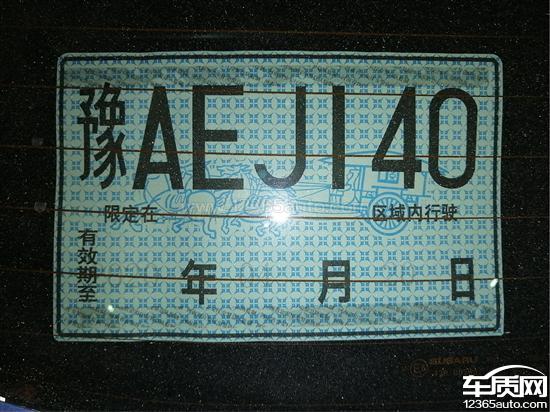 豫AEJ140
限定在 区域内行驶
有效期至 年 月 日
SUBARU
车质网
12365auto.com